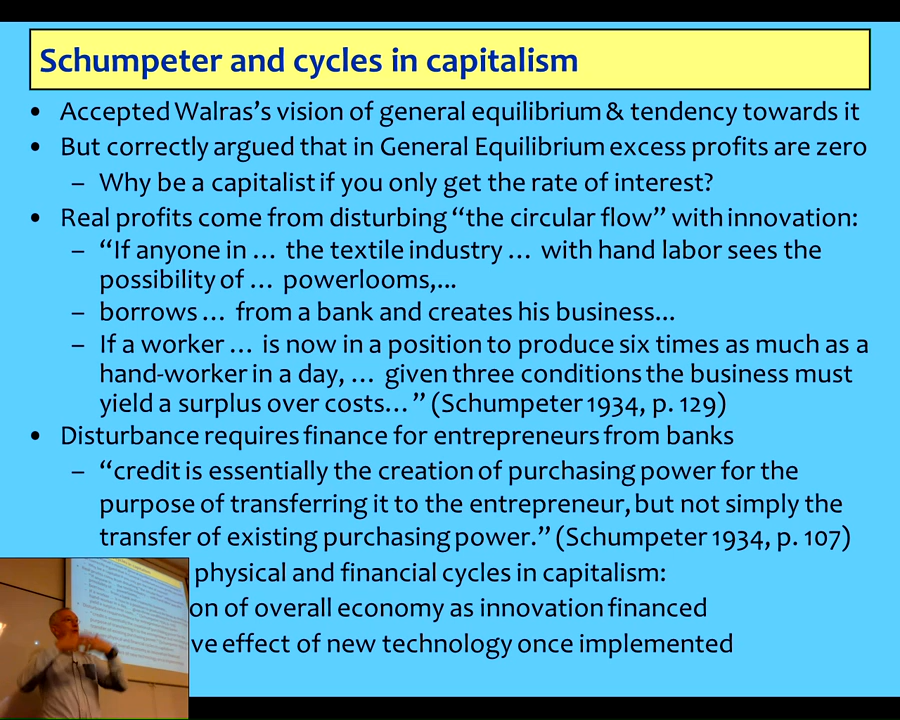 Schumpeter and cycles in capitalism
• Accepted Walras’s vision of general equilibrium & tendency towards it
• But correctly argued that in General Equilibrium excess profits are zero
– Why be a capitalist if you only get the rate of interest?
• Real profits come from disturbing “the circular flow” with innovation:
– “If anyone in … the textile industry … with hand labor sees the
possibility of … powerlooms,...
– borrows … from a bank and creates his business...
– If a worker … is now in a position to produce six times as much as a
hand-worker in a day, … given three conditions the business must
yield a surplus over costs…” (Schumpeter 1934, p. 129)
• Disturbance requires finance for entrepreneurs from banks
– “credit is essentially the creation of purchasing power for the
purpose of transferring it to the entrepreneur, but not simply the
transfer of existing purchasing power.” (Schumpeter 1934, p. 107)
physical and financial cycles in capitalism:
on of overall economy as innovation financed
ve effect of new technology once implemented